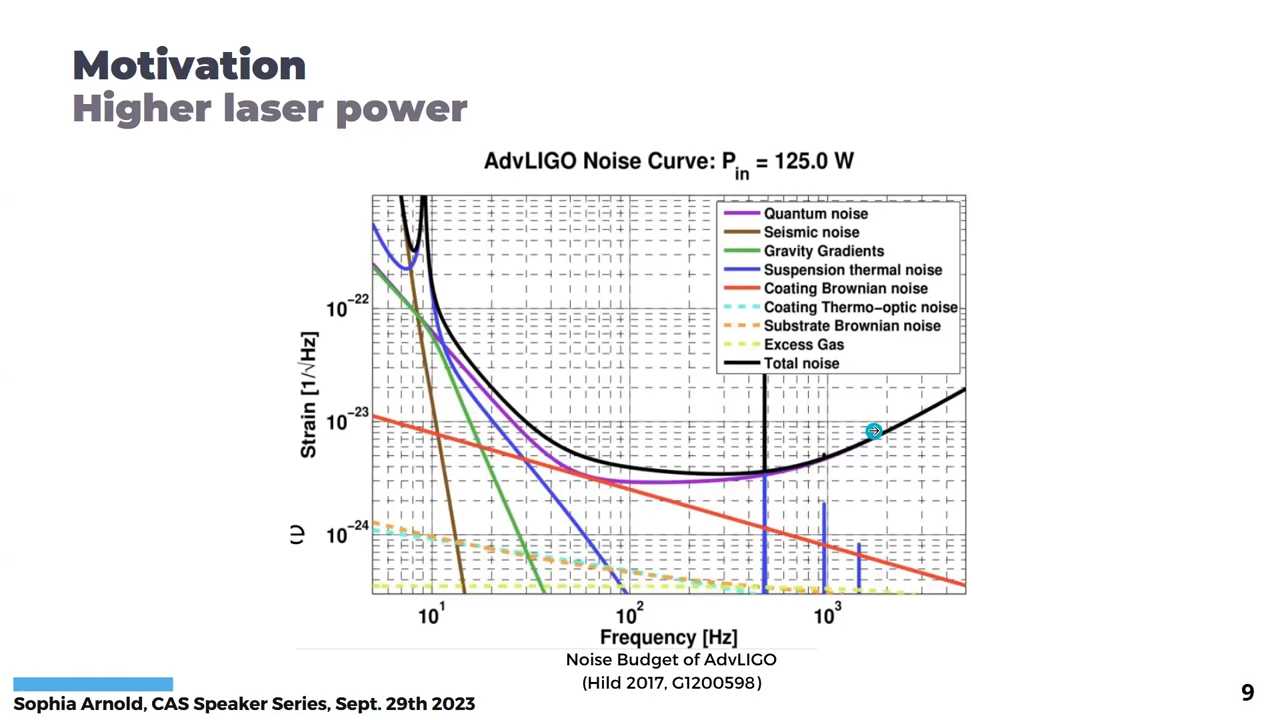 Motivation
Higher laser power
AdvLIGO Noise Curve: P_in = 125.0 W
Quantum noise
Seismic noise
Gravity Gradients
Suspension thermal noise
Coating Brownian noise
Coating Thermo-optic noise
Substrate Brownian noise
Excess Gas
Total noise
Strain [1/√Hz]
10^-22
10^-23
10^-24
10^1
10^2
10^3
Frequency [Hz]
Noise Budget of AdvLIGO
(Hild 2017, G1200598)
Sophia Arnold, CAS Speaker Series, Sept. 29th 2023
9